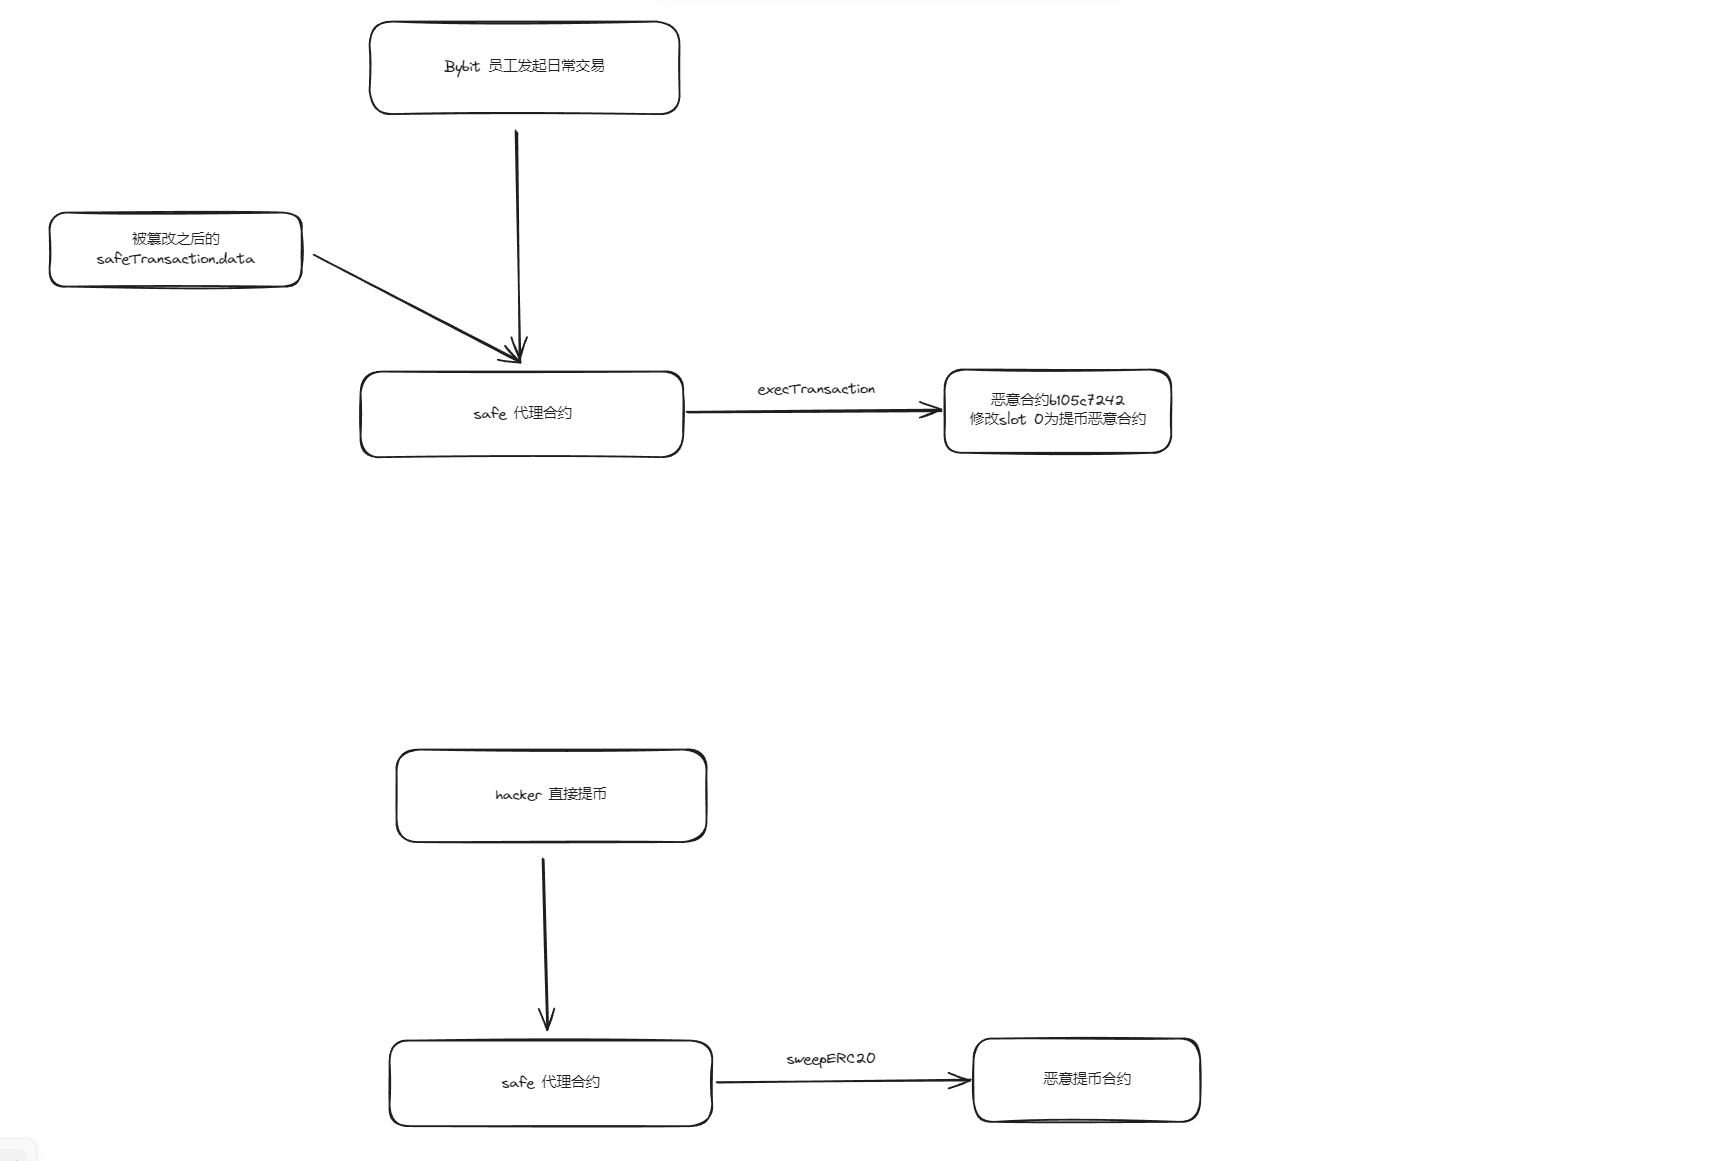 Bybit 员工发起日常交易
被篡改之后的
safeTransaction.data
safe 代理合约
execTransaction
恶意合约b105c7242
修改slot 0为提币恶意合约
hacker 直接提币
safe 代理合约
sweepERC20
恶意提币合约